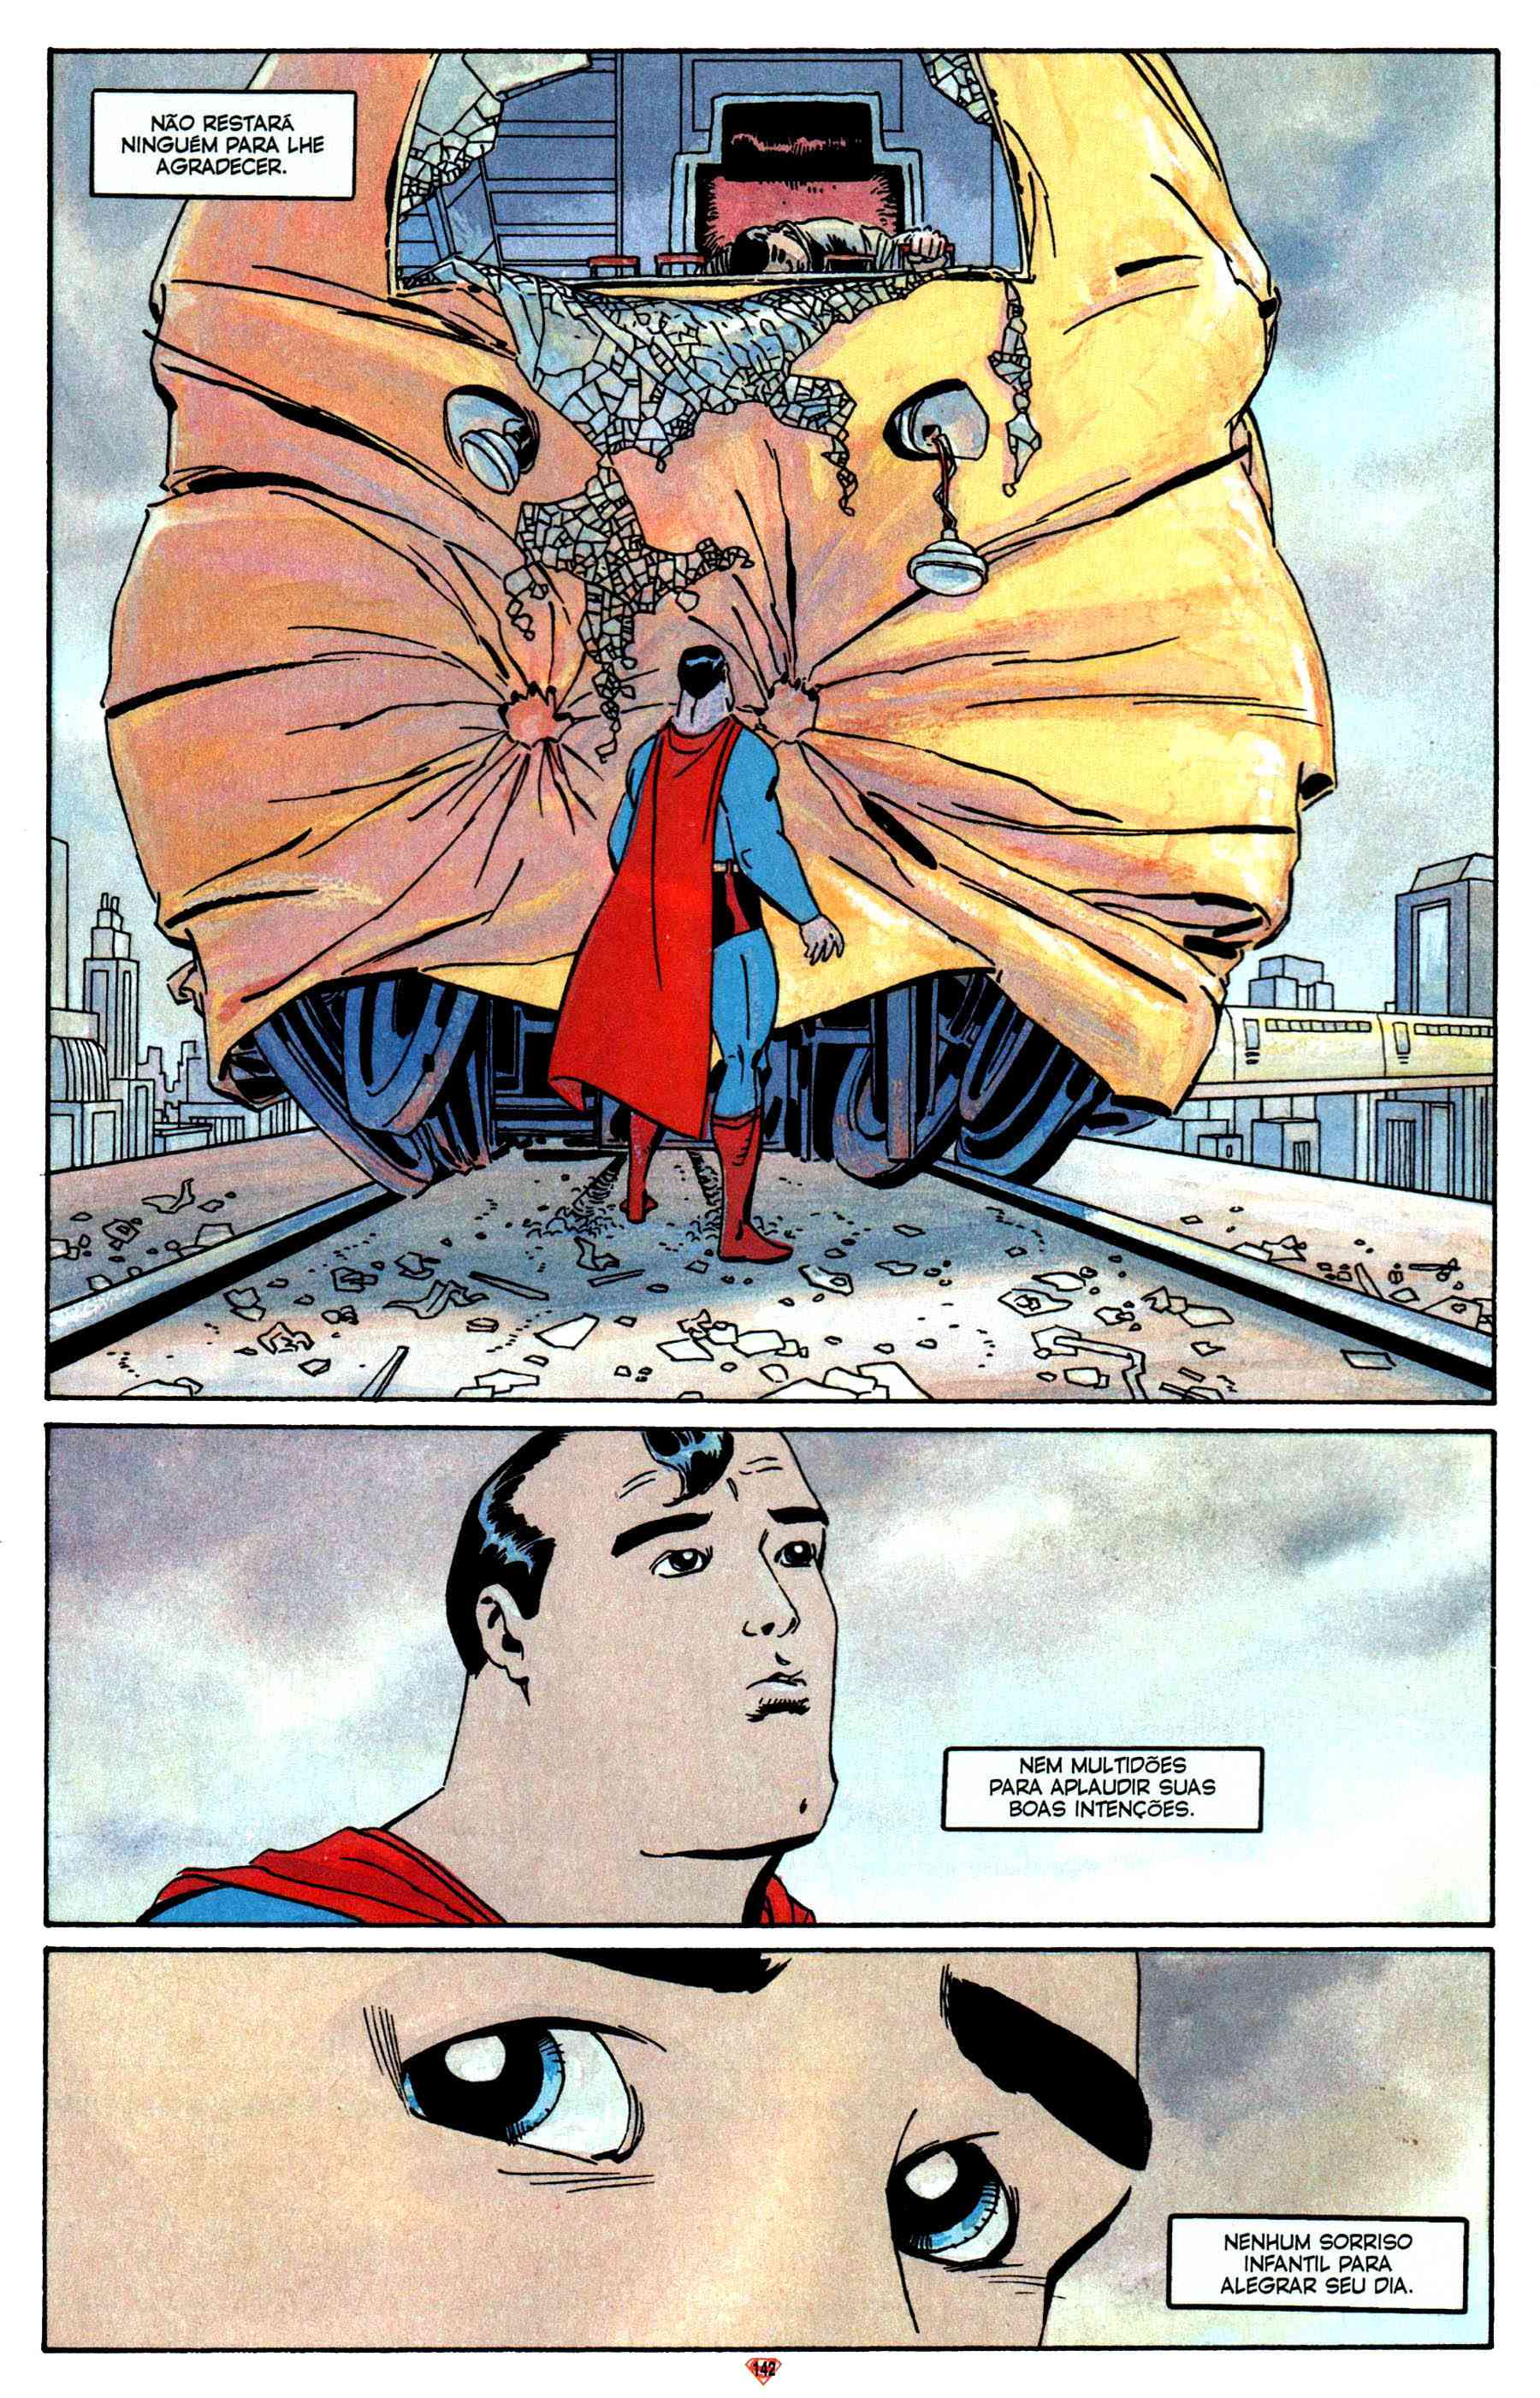 NÃO RESTARÁ
NINGUÉM PARA LHE
AGRADECER.
NEM MULTIDÕES
PARA APLAUDIR SUAS
BOAS INTENÇÕES.
NENHUM SORRISO
INFANTIL PARA
ALEGRAR SEU DIA.
142